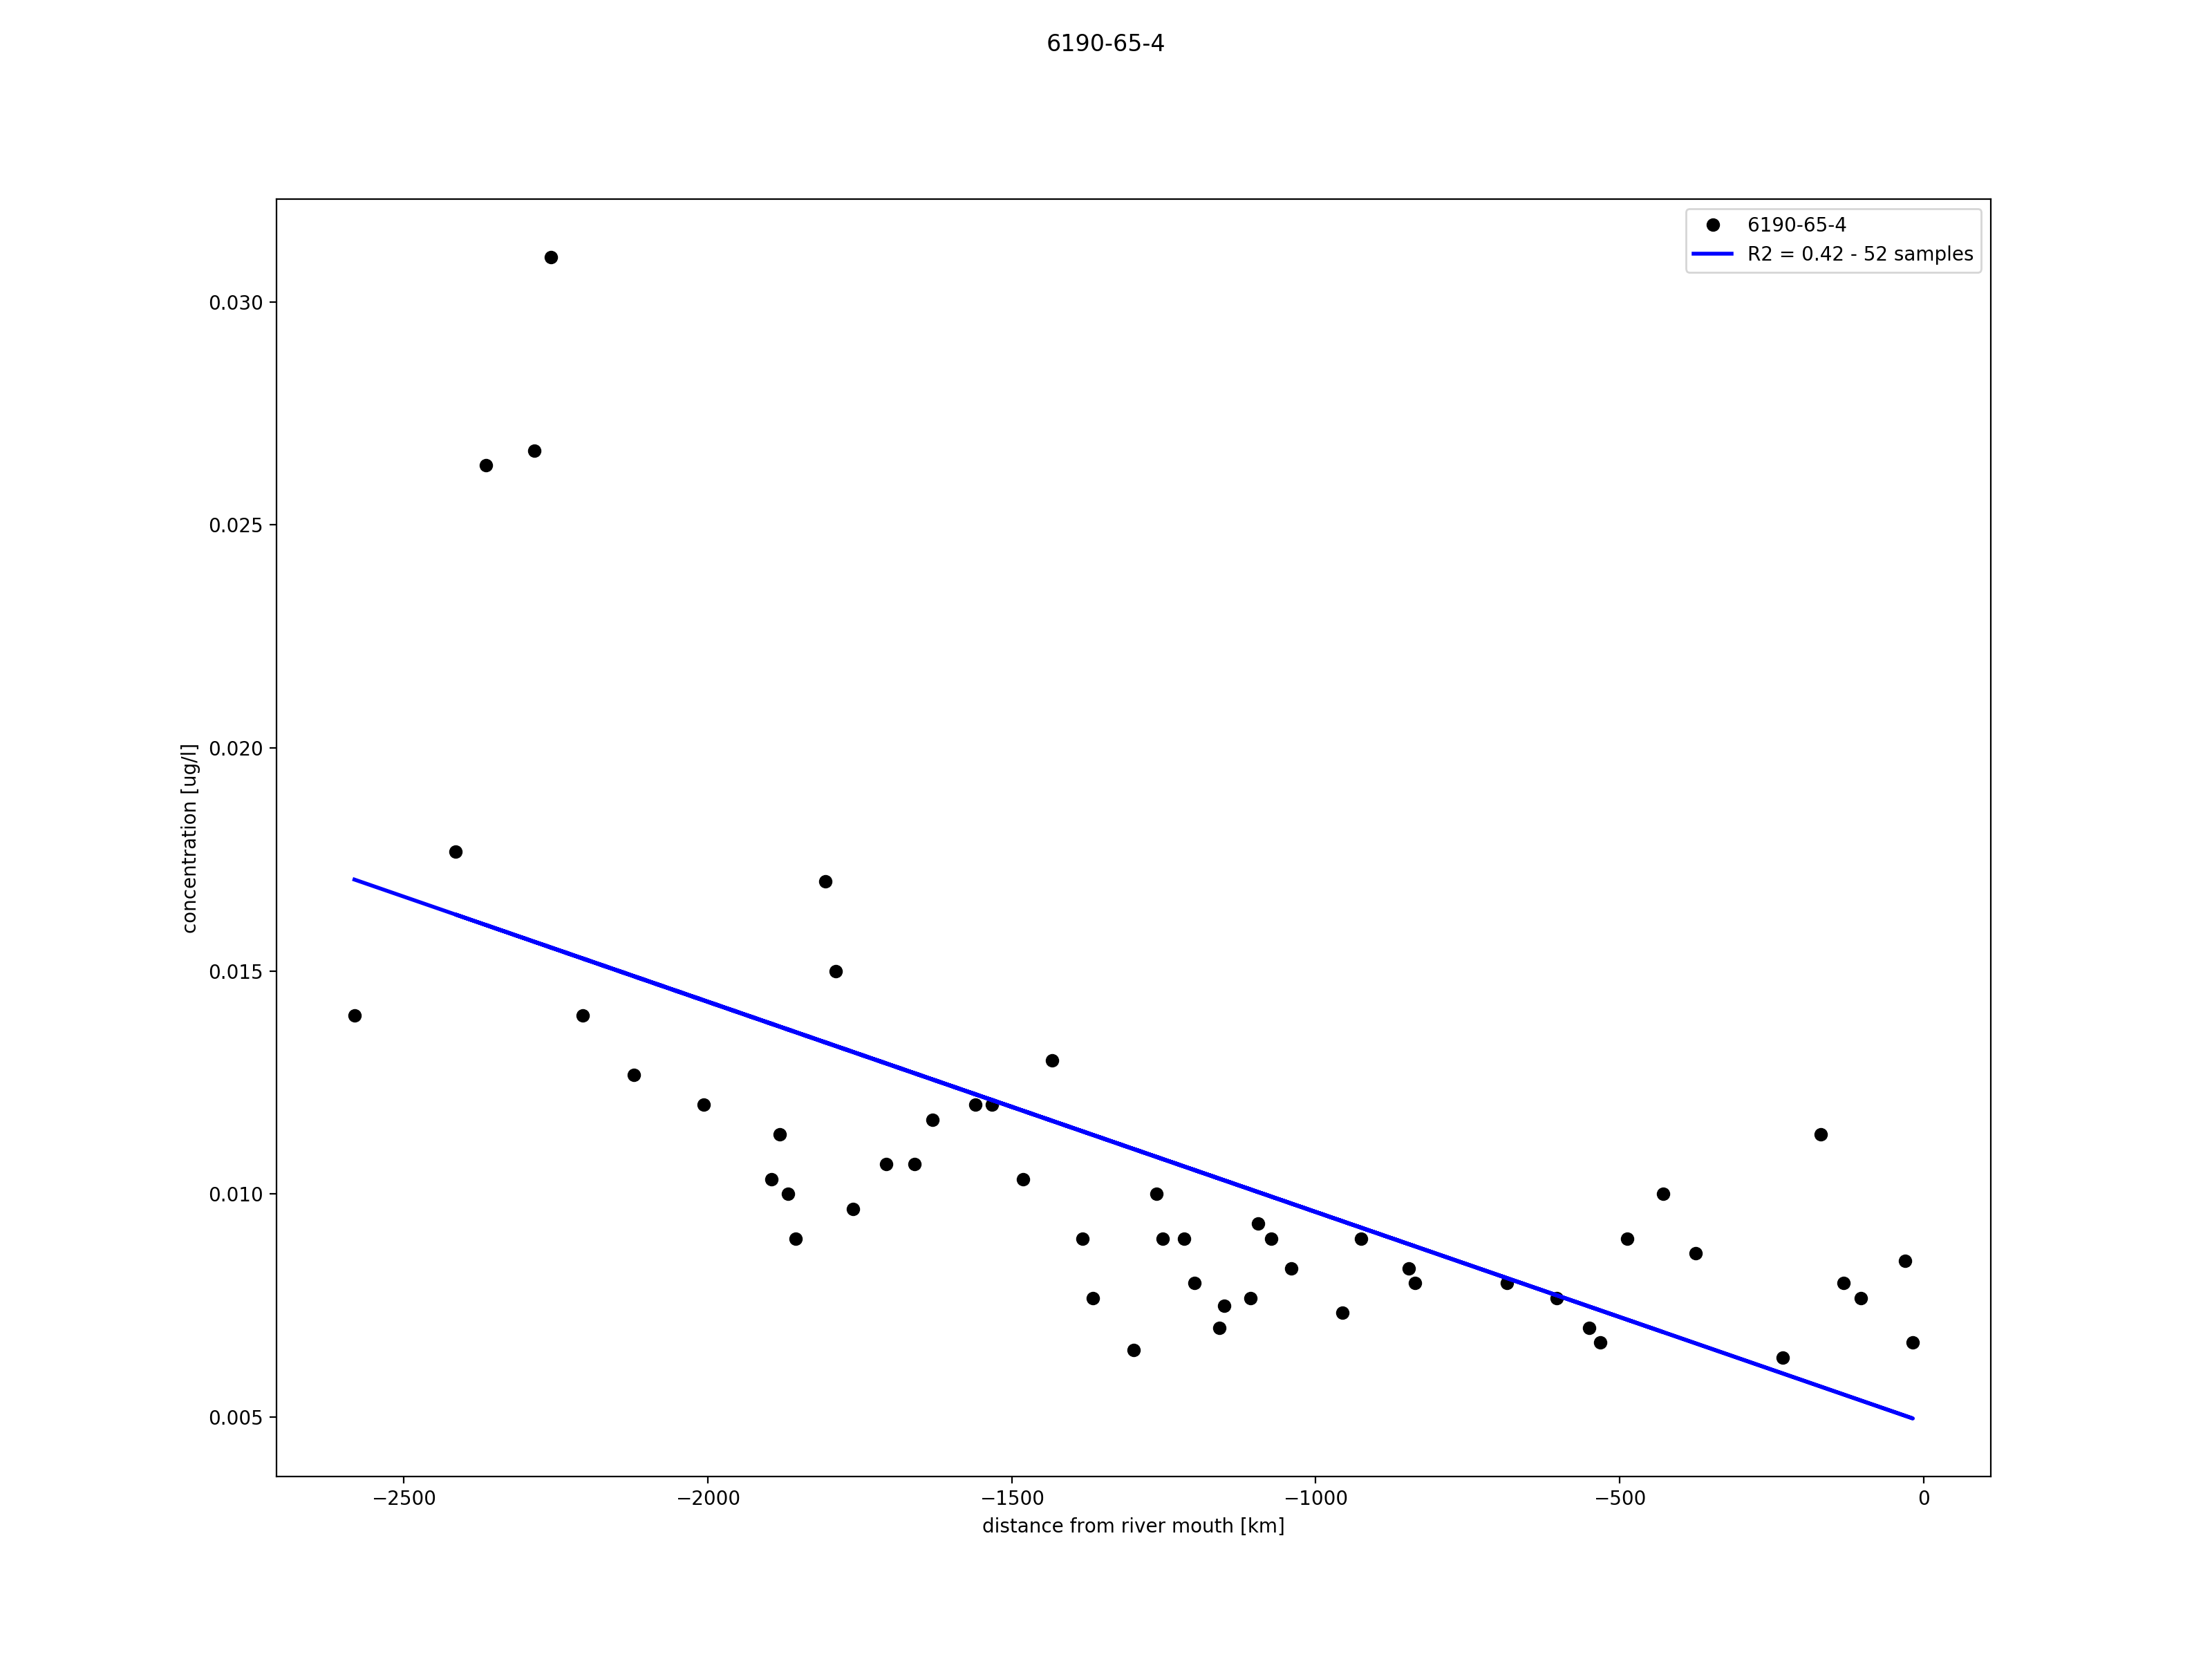 6190-65-4
6190-65-4
R2 = 0.42 - 52 samples
0.030
0.025
0.020
0.015
0.010
0.005
concentration [ug/l]
−2500 −2000 −1500 −1000 −500 0
distance from river mouth [km]